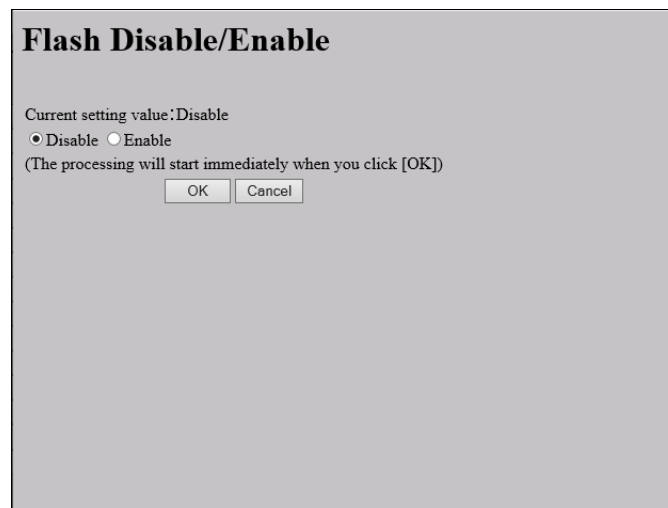 Flash Disable/Enable
Current setting value:Disable
Disable Enable
(The processing will start immediately when you click [OK])
OK Cancel